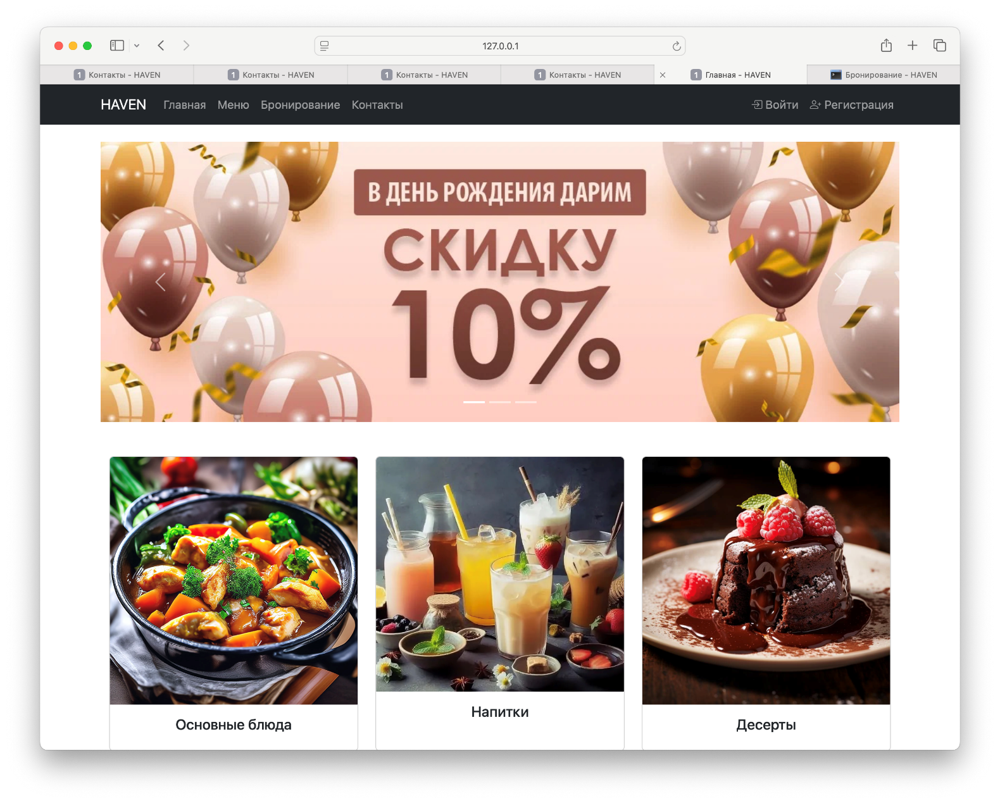 127.0.0.1
1 Контакты - HAVEN
1 Контакты - HAVEN
1 Контакты - HAVEN
1 Контакты - HAVEN
1 Главная - HAVEN
Бронирование - HAVEN
HAVEN Главная Меню Бронирование Контакты Войти Регистрация
В ДЕНЬ РОЖДЕНИЯ ДАРИМ
СКИДКУ
10%
Основные блюда
Напитки
Десерты